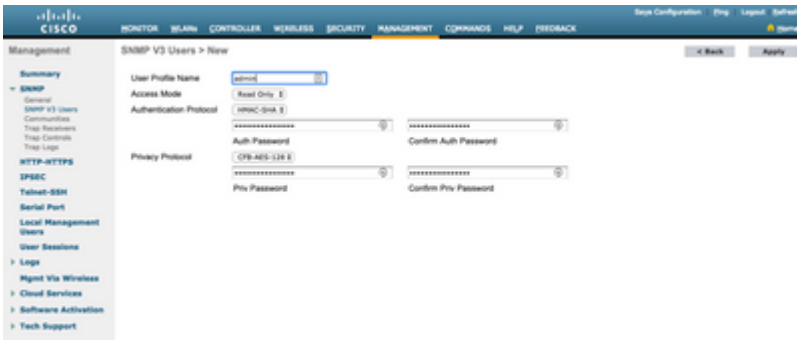 Save Configuration Ping Logout Refresh
CISCO
MONITOR WLANs CONTROLLER WIRELESS SECURITY MANAGEMENT COMMANDS HELP FEEDBACK
Home
Management
SNMP V3 Users > New
< Back
Apply
Summary
SNMP
General
SNMP V3 Users
Communities
Trap Receivers
Trap Controls
Trap Logs
HTTP-HTTPS
IPSEC
Telnet-SSH
Serial Port
Local Management
Users
User Sessions
Logs
Mgmt Via Wireless
Cloud Services
Software Activation
Tech Support
User Profile Name
admin
Access Mode
Read Only
Authentication Protocol
HMAC-SHA
Auth Password
Confirm Auth Password
Privacy Protocol
CFB-AES-128
Priv Password
Confirm Priv Password